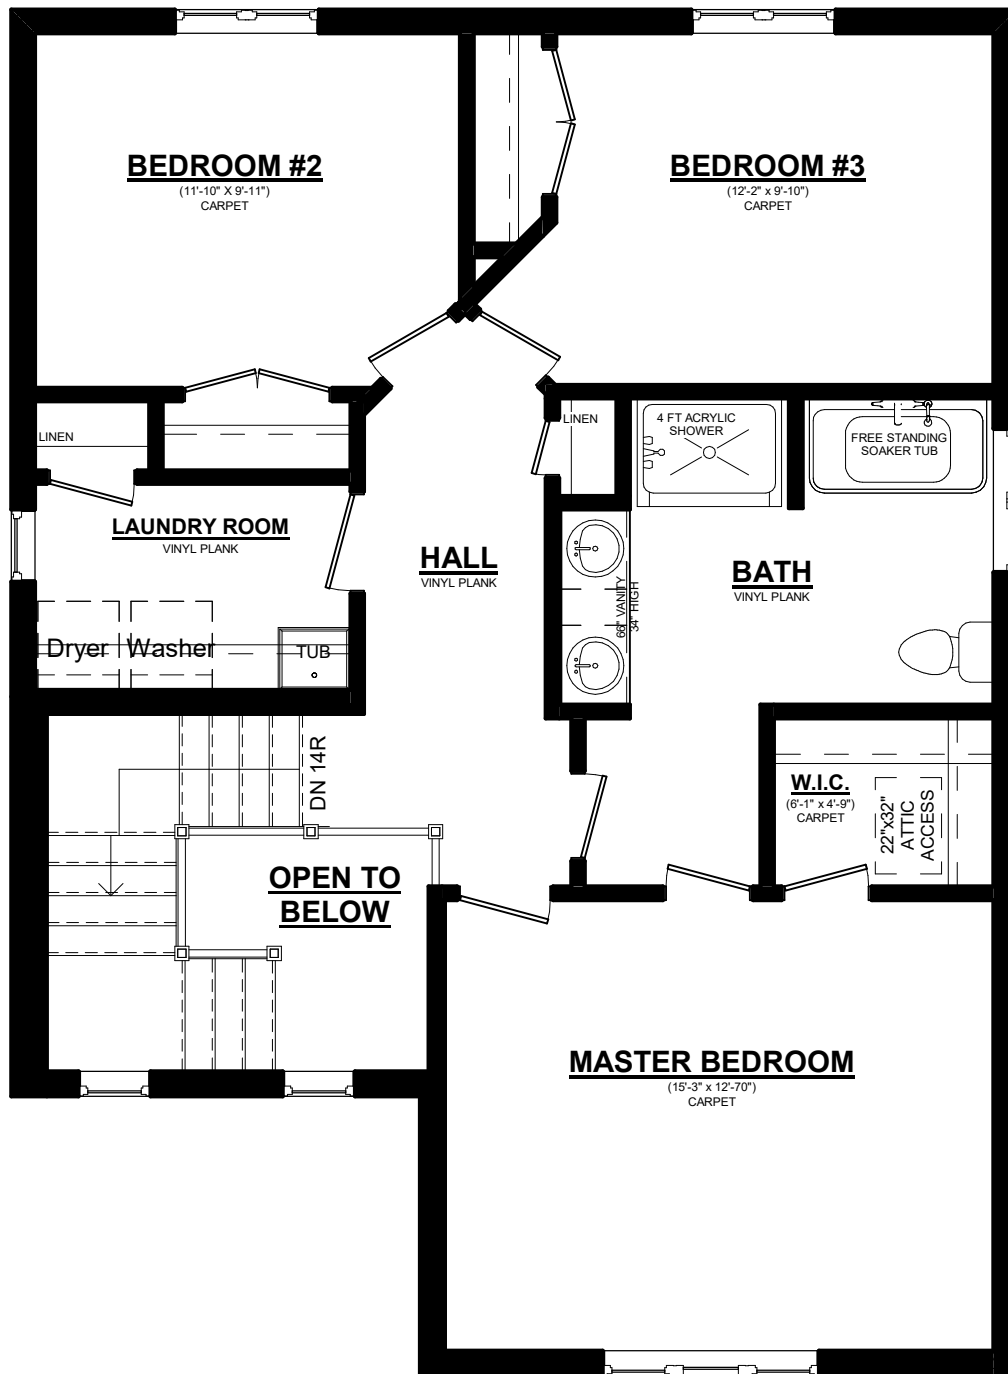 BEDROOM #2
(11'-10" X 9'-11")
CARPET
BEDROOM #3
(12'-2" x 9'-10")
CARPET
LINEN
LINEN
4 FT ACRYLIC
SHOWER
FREE STANDING
SOAKER TUB
LAUNDRY ROOM
VINYL PLANK
HALL
VINYL PLANK
BATH
VINYL PLANK
66" VANITY
34" HIGH
Dryer
Washer
TUB
DN 14R
W.I.C.
(6'-1" x 4'-9")
CARPET
22"x32"
ATTIC
ACCESS
OPEN TO
BELOW
MASTER BEDROOM
(15'-3" x 12'-70")
CARPET